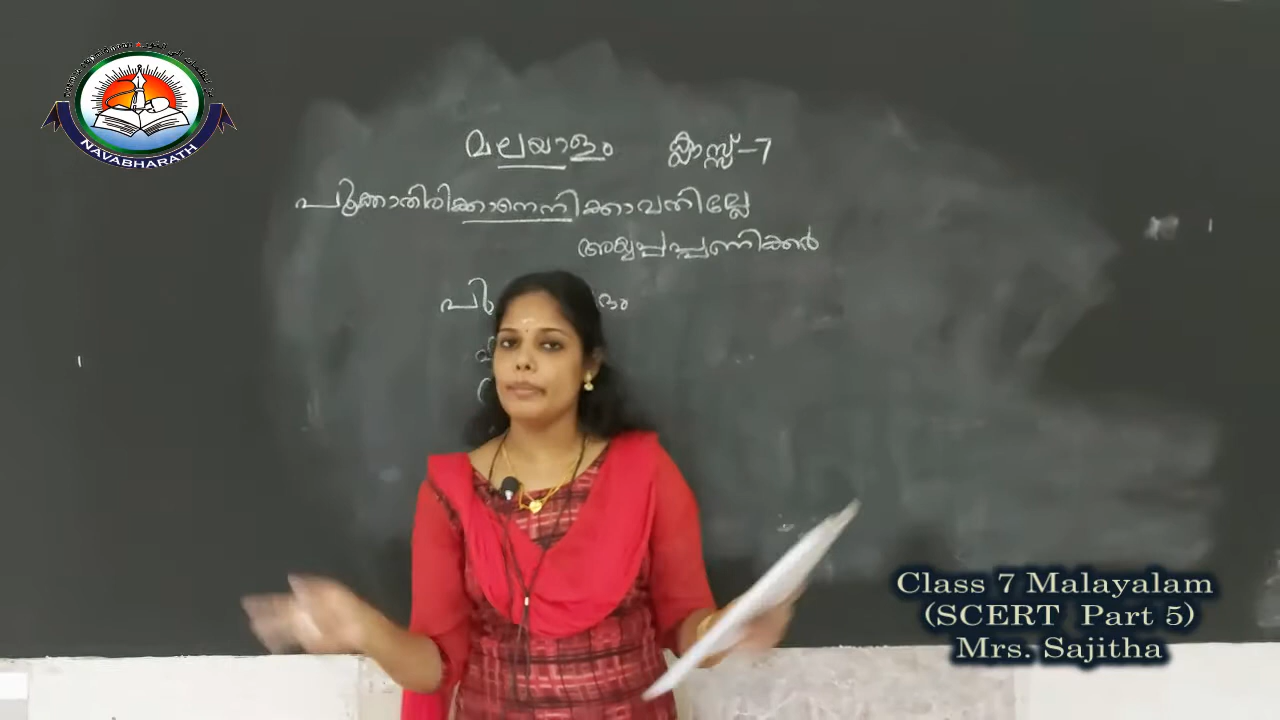 NAVABHARATH
മലയാളം ക്ലാസ്സ്-7
പൂക്കാതിരിക്കാനെനിക്കാവതില്ലേ
അയ്യപ്പപ്പണിക്കർ
Class 7 Malayalam
(SCERT Part 5)
Mrs. Sajitha